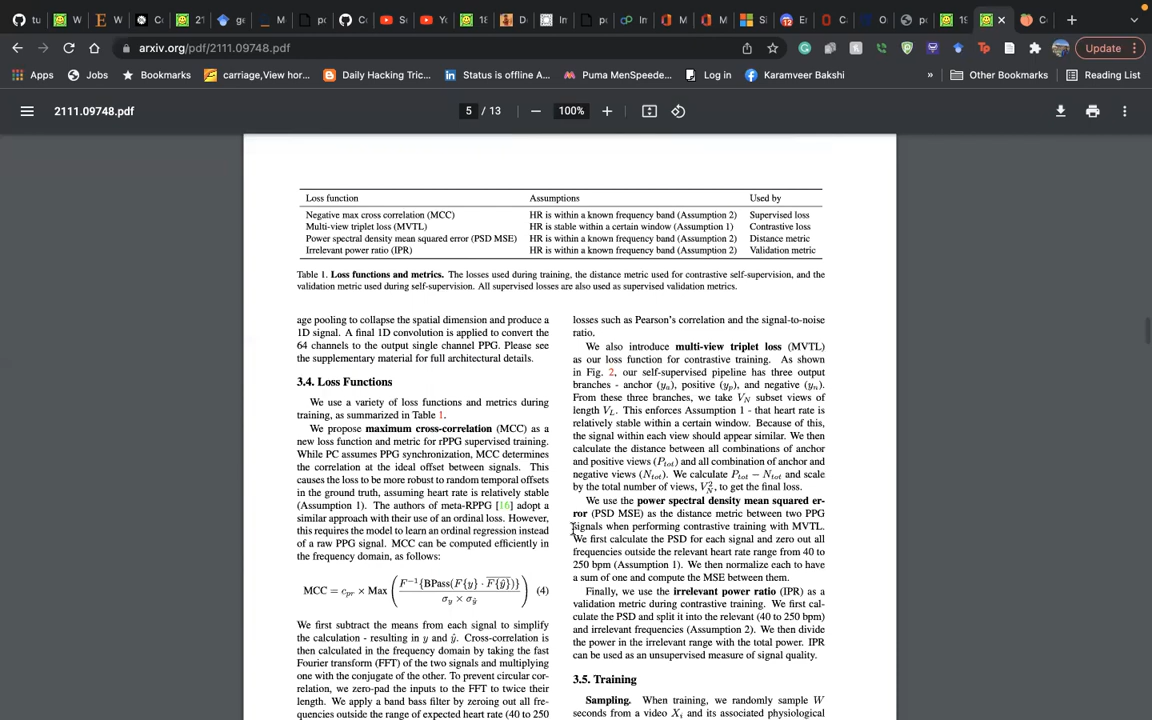 arxiv.org/pdf/2111.09748.pdf
Update
Apps
Jobs
Bookmarks
carriage,View hor...
Daily Hacking Tric...
Status is offline A...
Puma MenSpeede...
Log in
Karamveer Bakshi
»
Other Bookmarks
Reading List
2111.09748.pdf
5 / 13
100%
Loss function Assumptions Used by
Negative max cross correlation (MCC) HR is within a known frequency band (Assumption 2) Supervised loss
Multi-view triplet loss (MVTL) HR is stable within a certain window (Assumption 1) Contrastive loss
Power spectral density mean squared error (PSD MSE) HR is within a known frequency band (Assumption 2) Distance metric
Irrelevant power ratio (IPR) HR is within a known frequency band (Assumption 2) Validation metric
Table 1. Loss functions and metrics. The losses used during training, the distance metric used for contrastive self-supervision, and the
validation metric used during self-supervision. All supervised losses are also used as supervised validation metrics.
age pooling to collapse the spatial dimension and produce a
1D signal. A final 1D convolution is applied to convert the
64 channels to the output single channel PPG. Please see
the supplementary material for full architectural details.
3.4. Loss Functions
We use a variety of loss functions and metrics during
training, as summarized in Table 1.
We propose maximum cross-correlation (MCC) as a
new loss function and metric for rPPG supervised training.
While PC assumes PPG synchronization, MCC determines
the correlation at the ideal offset between signals. This
causes the loss to be more robust to random temporal offsets
in the ground truth, assuming heart rate is relatively stable
(Assumption 1). The authors of meta-RPPG [16] adopt a
similar approach with their use of an ordinal loss. However,
this requires the model to learn an ordinal regression instead
of a raw PPG signal. MCC can be computed efficiently in
the frequency domain, as follows:
MCC = c_pr × Max ( F⁻¹{BPass(F{y} · \overline{F{ŷ}})} / σ_y × σ_ŷ ) (4)
We first subtract the means from each signal to simplify
the calculation - resulting in y and ŷ. Cross-correlation is
then calculated in the frequency domain by taking the fast
Fourier transform (FFT) of the two signals and multiplying
one with the conjugate of the other. To prevent circular cor-
relation, we zero-pad the inputs to the FFT to twice their
length. We apply a band bass filter by zeroing out all fre-
quencies outside the range of expected heart rate (40 to 250
losses such as Pearson's correlation and the signal-to-noise
ratio.
We also introduce multi-view triplet loss (MVTL)
as our loss function for contrastive training. As shown
in Fig. 2, our self-supervised pipeline has three output
branches - anchor (y_a), positive (y_p), and negative (y_n).
From these three branches, we take V_N subset views of
length V_L. This enforces Assumption 1 - that heart rate is
relatively stable within a certain window. Because of this,
the signal within each view should appear similar. We then
calculate the distance between all combinations of anchor
and positive views (P_tot) and all combination of anchor and
negative views (N_tot). We calculate P_tot − N_tot and scale
by the total number of views, V_N², to get the final loss.
We use the power spectral density mean squared er-
ror (PSD MSE) as the distance metric between two PPG
signals when performing contrastive training with MVTL.
We first calculate the PSD for each signal and zero out all
frequencies outside the relevant heart rate range from 40 to
250 bpm (Assumption 1). We then normalize each to have
a sum of one and compute the MSE between them.
Finally, we use the irrelevant power ratio (IPR) as a
validation metric during contrastive training. We first cal-
culate the PSD and split it into the relevant (40 to 250 bpm)
and irrelevant frequencies (Assumption 2). We then divide
the power in the irrelevant range with the total power. IPR
can be used as an unsupervised measure of signal quality.
3.5. Training
Sampling. When training, we randomly sample W
seconds from a video X_i and its associated physiological